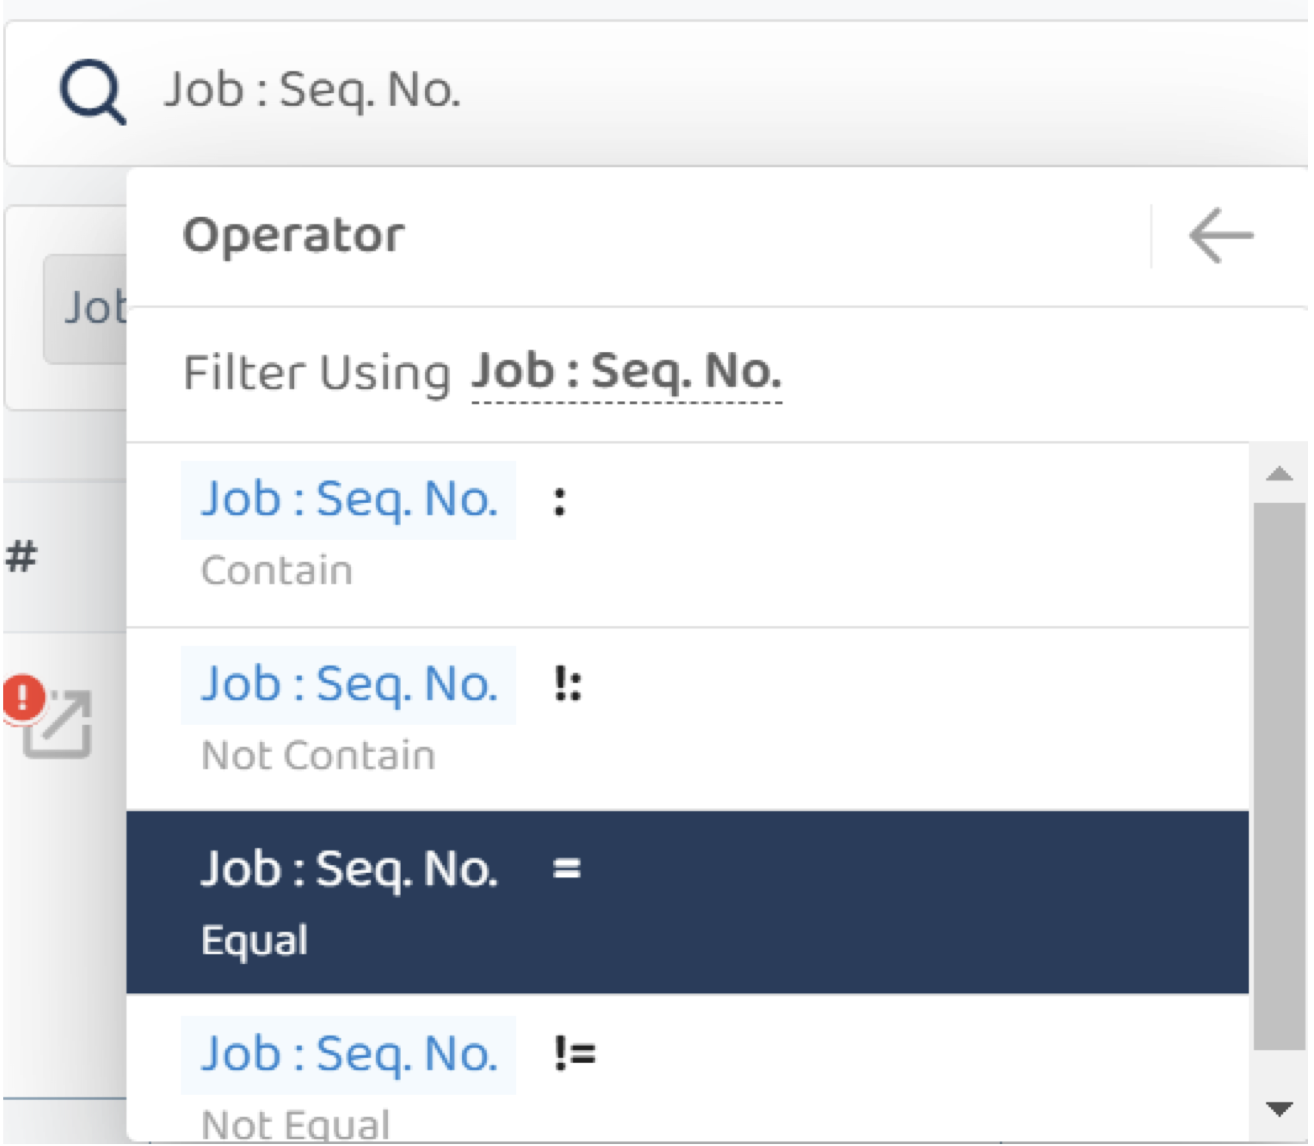 Job : Seq. No.
Operator
Filter Using Job : Seq. No.
Job : Seq. No. :
Contain
#
Job : Seq. No. !:
Not Contain
Job : Seq. No. =
Equal
Job : Seq. No. !=
Not Equal